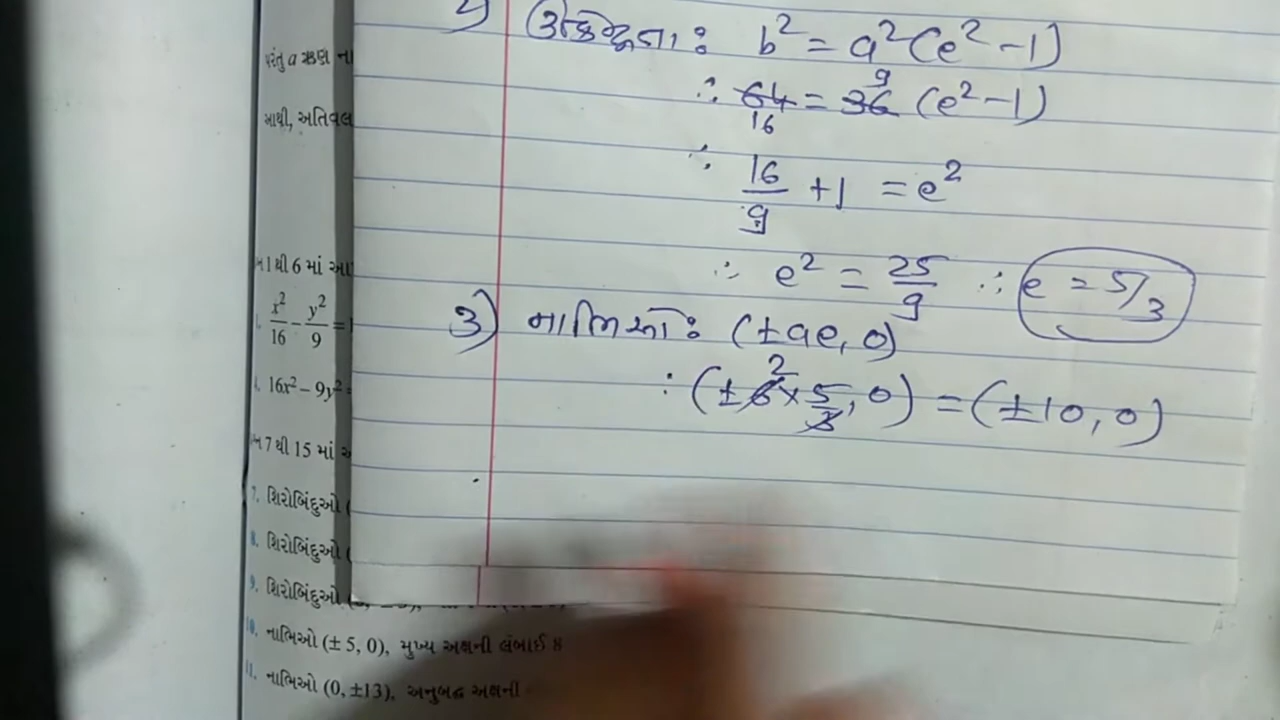 ઉત્કેન્દ્રતા : b² = a²(e² - 1)
∴ 64 = 36 (e² - 1)
16 9
∴ 16/9 + 1 = e²
∴ e² = 25/9 ∴ e = 5/3
3) નાભિઓ : (±ae, 0)
: (±6 × 5/3, 0) = (±10, 0)
2
પરંતુ a ઋણ
આથી, અતિવલ
1 થી 6 માં
x²/16 - y²/9 =
16x² – 9y²
7 થી 15 માં
7. શિરોબિંદુઓ (
8. શિરોબિંદુઓ (
9. શિરોબિંદુઓ
10. નાભિઓ (± 5, 0), મુખ્ય અક્ષની લંબાઈ 8
11. નાભિઓ (0, ±13), અનુબદ્ધ અક્ષની